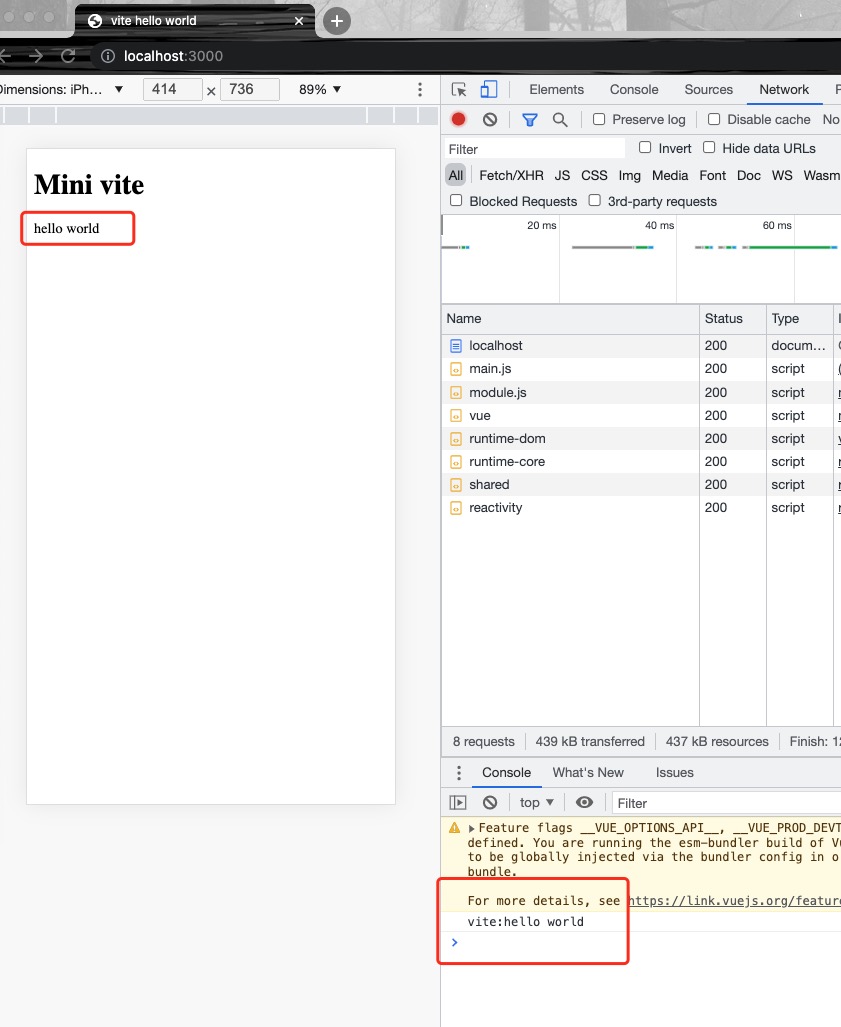 vite hello world
localhost:3000
Dimensions: iPh... 414 × 736 89%
Elements Console Sources Network
Preserve log Disable cache No
Filter Invert Hide data URLs
All Fetch/XHR JS CSS Img Media Font Doc WS Wasm
Blocked Requests 3rd-party requests
20 ms 40 ms 60 ms
Mini vite
hello world
Name Status Type
localhost 200 docum...
main.js 200 script
module.js 200 script
vue 200 script
runtime-dom 200 script
runtime-core 200 script
shared 200 script
reactivity 200 script
8 requests 439 kB transferred 437 kB resources Finish: 12
Console What's New Issues
top Filter
Feature flags __VUE_OPTIONS_API__, __VUE_PROD_DEVT
defined. You are running the esm-bundler build of Vu
to be globally injected via the bundler config in o
bundle.
For more details, see https://link.vuejs.org/feature
vite:hello world